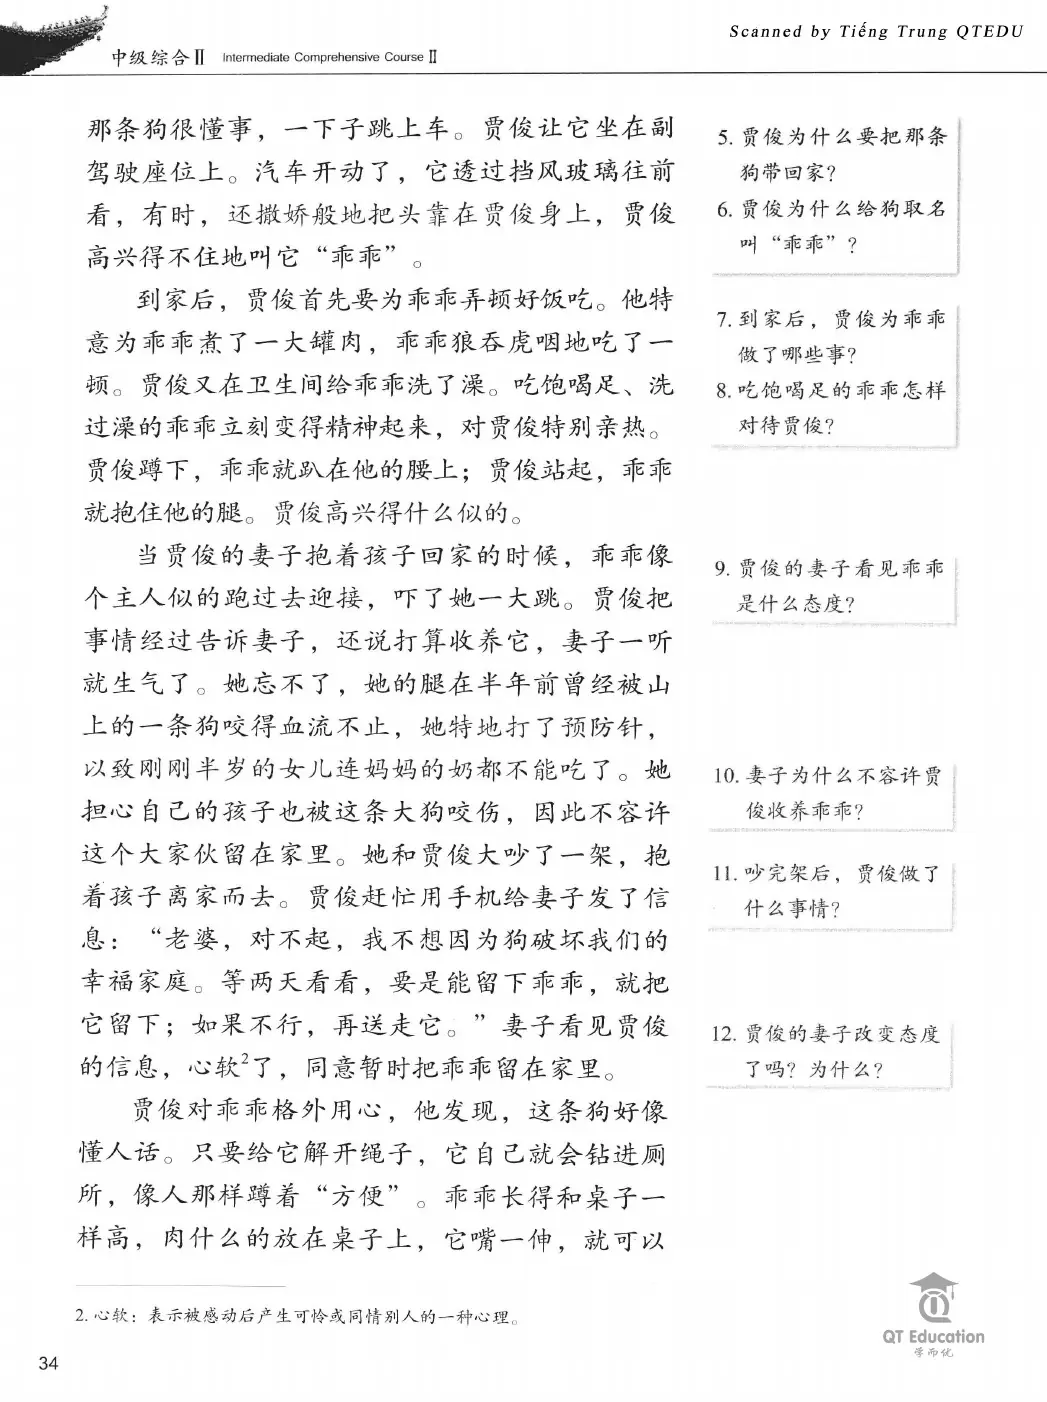 Scanned by Tiếng Trung QTEDU
中级综合Ⅱ Intermediate Comprehensive Course Ⅱ
那条狗很懂事，一下子跳上车。贾俊让它坐在副
驾驶座位上。汽车开动了，它透过挡风玻璃往前
看，有时，还撒娇般地把头靠在贾俊身上，贾俊
高兴得不住地叫它“乖乖”。
到家后，贾俊首先要为乖乖弄顿好饭吃。他特
意为乖乖煮了一大罐肉，乖乖狼吞虎咽地吃了一
顿。贾俊又在卫生间给乖乖洗了澡。吃饱喝足、洗
过澡的乖乖立刻变得精神起来，对贾俊特别亲热。
贾俊蹲下，乖乖就趴在他的腰上；贾俊站起，乖乖
就抱住他的腿。贾俊高兴得什么似的。
当贾俊的妻子抱着孩子回家的时候，乖乖像
个主人似的跑过去迎接，吓了她一大跳。贾俊把
事情经过告诉妻子，还说打算收养它，妻子一听
就生气了。她忘不了，她的腿在半年前曾经被山
上的一条狗咬得血流不止，她特地打了预防针，
以致刚刚半岁的女儿连妈妈的奶都不能吃了。她
担心自己的孩子也被这条大狗咬伤，因此不容许
这个大家伙留在家里。她和贾俊大吵了一架，抱
着孩子离家而去。贾俊赶忙用手机给妻子发了信
息：“老婆，对不起，我不想因为狗破坏我们的
幸福家庭。等两天看看，要是能留下乖乖，就把
它留下；如果不行，再送走它。”妻子看见贾俊
的信息，心软2了，同意暂时把乖乖留在家里。
贾俊对乖乖格外用心，他发现，这条狗好像
懂人话。只要给它解开绳子，它自己就会钻进厕
所，像人那样蹲着“方便”。乖乖长得和桌子一
样高，肉什么的放在桌子上，它嘴一伸，就可以
5. 贾俊为什么要把那条
狗带回家？
6. 贾俊为什么给狗取名
叫“乖乖”？
7. 到家后，贾俊为乖乖
做了哪些事？
8. 吃饱喝足的乖乖怎样
对待贾俊？
9. 贾俊的妻子看见乖乖
是什么态度？
10. 妻子为什么不容许贾
俊收养乖乖？
11. 吵完架后，贾俊做了
什么事情？
12. 贾俊的妻子改变态度
了吗？为什么？
2. 心软：表示被感动后产生可怜或同情别人的一种心理。
34
QT Education
学而优